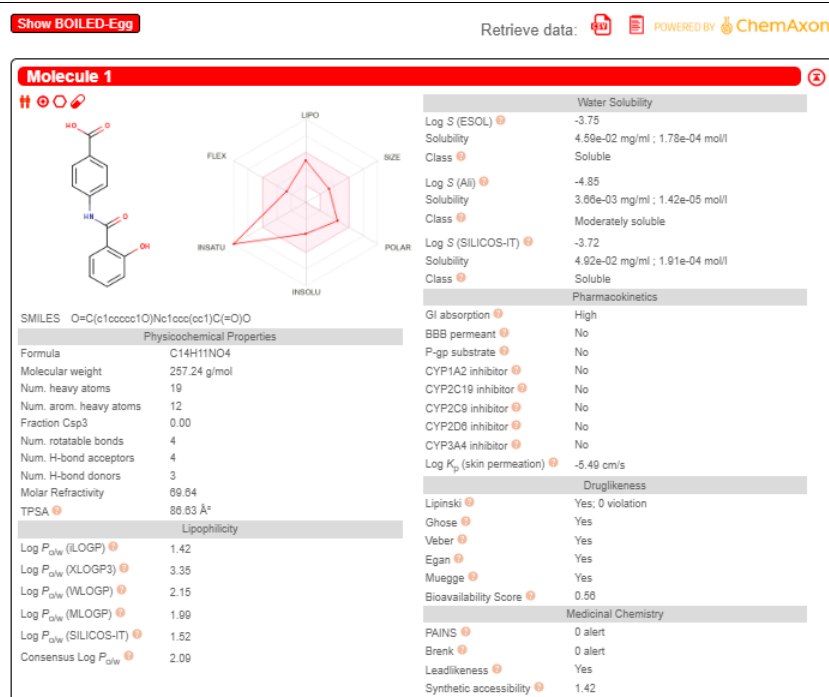 Show BOILED-Egg
Retrieve data:
CSV
POWERED BY ChemAxon
Molecule 1
HO
O
HN
O
OH
LIPO
FLEX
SIZE
INSATU
POLAR
INSOLU
SMILES O=C(c1ccccc1O)Nc1ccc(cc1)C(=O)O
Physicochemical Properties
Formula C14H11NO4
Molecular weight 257.24 g/mol
Num. heavy atoms 19
Num. arom. heavy atoms 12
Fraction Csp3 0.00
Num. rotatable bonds 4
Num. H-bond acceptors 4
Num. H-bond donors 3
Molar Refractivity 69.64
TPSA ? 86.63 Å²
Lipophilicity
Log Po/w (iLOGP) ? 1.42
Log Po/w (XLOGP3) ? 3.35
Log Po/w (WLOGP) ? 2.15
Log Po/w (MLOGP) ? 1.99
Log Po/w (SILICOS-IT) ? 1.52
Consensus Log Po/w ? 2.09
Water Solubility
Log S (ESOL) ? -3.75
Solubility 4.59e-02 mg/ml ; 1.78e-04 mol/l
Class ? Soluble
Log S (Ali) ? -4.85
Solubility 3.66e-03 mg/ml ; 1.42e-05 mol/l
Class ? Moderately soluble
Log S (SILICOS-IT) ? -3.72
Solubility 4.92e-02 mg/ml ; 1.91e-04 mol/l
Class ? Soluble
Pharmacokinetics
GI absorption ? High
BBB permeant ? No
P-gp substrate ? No
CYP1A2 inhibitor ? No
CYP2C19 inhibitor ? No
CYP2C9 inhibitor ? No
CYP2D6 inhibitor ? No
CYP3A4 inhibitor ? No
Log Kp (skin permeation) ? -5.49 cm/s
Druglikeness
Lipinski ? Yes; 0 violation
Ghose ? Yes
Veber ? Yes
Egan ? Yes
Muegge ? Yes
Bioavailability Score ? 0.56
Medicinal Chemistry
PAINS ? 0 alert
Brenk ? 0 alert
Leadlikeness ? Yes
Synthetic accessibility ? 1.42